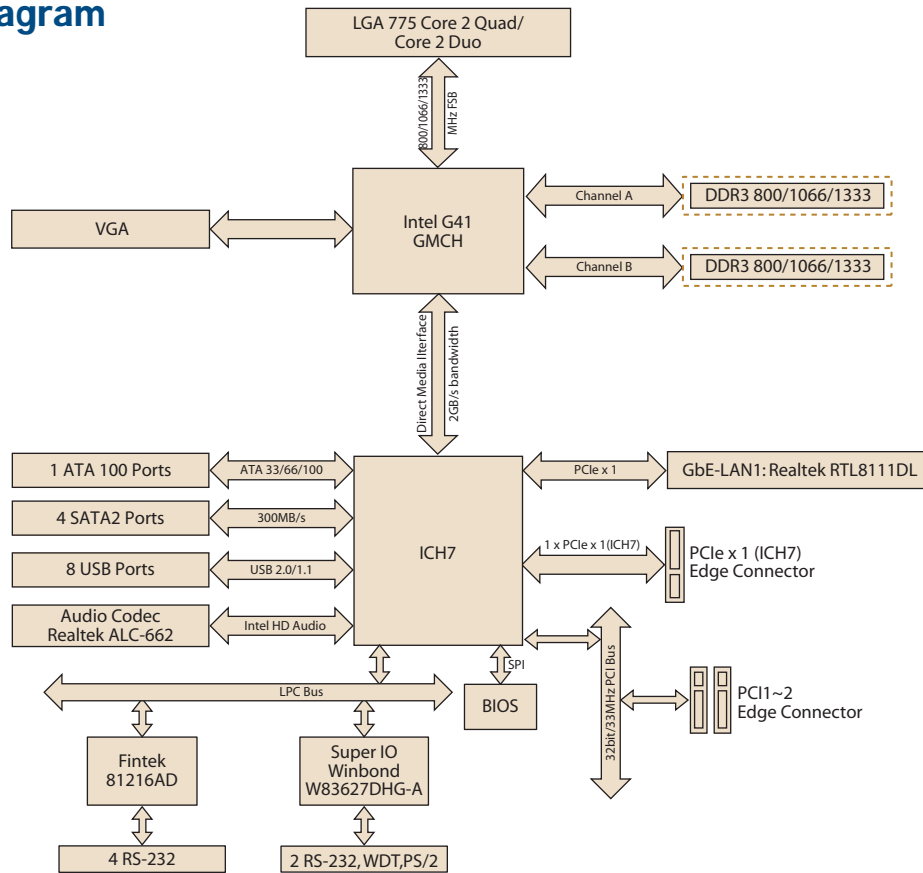 agram
LGA 775 Core 2 Quad/
Core 2 Duo
800/1066/1333
MHz FSB
VGA
Intel G41
GMCH
Channel A
DDR3 800/1066/1333
Channel B
DDR3 800/1066/1333
Direct Media IIterface
2GB/s bandwidth
1 ATA 100 Ports
ATA 33/66/100
4 SATA2 Ports
300MB/s
8 USB Ports
USB 2.0/1.1
Audio Codec
Realtek ALC-662
Intel HD Audio
ICH7
PCIe x 1
GbE-LAN1: Realtek RTL8111DL
1 x PCIe x 1(ICH7)
PCIe x 1 (ICH7)
Edge Connector
LPC Bus
SPI
BIOS
32bit/33MHz PCI Bus
PCI1~2
Edge Connector
Fintek
81216AD
Super IO
Winbond
W83627DHG-A
4 RS-232
2 RS-232, WDT,PS/2